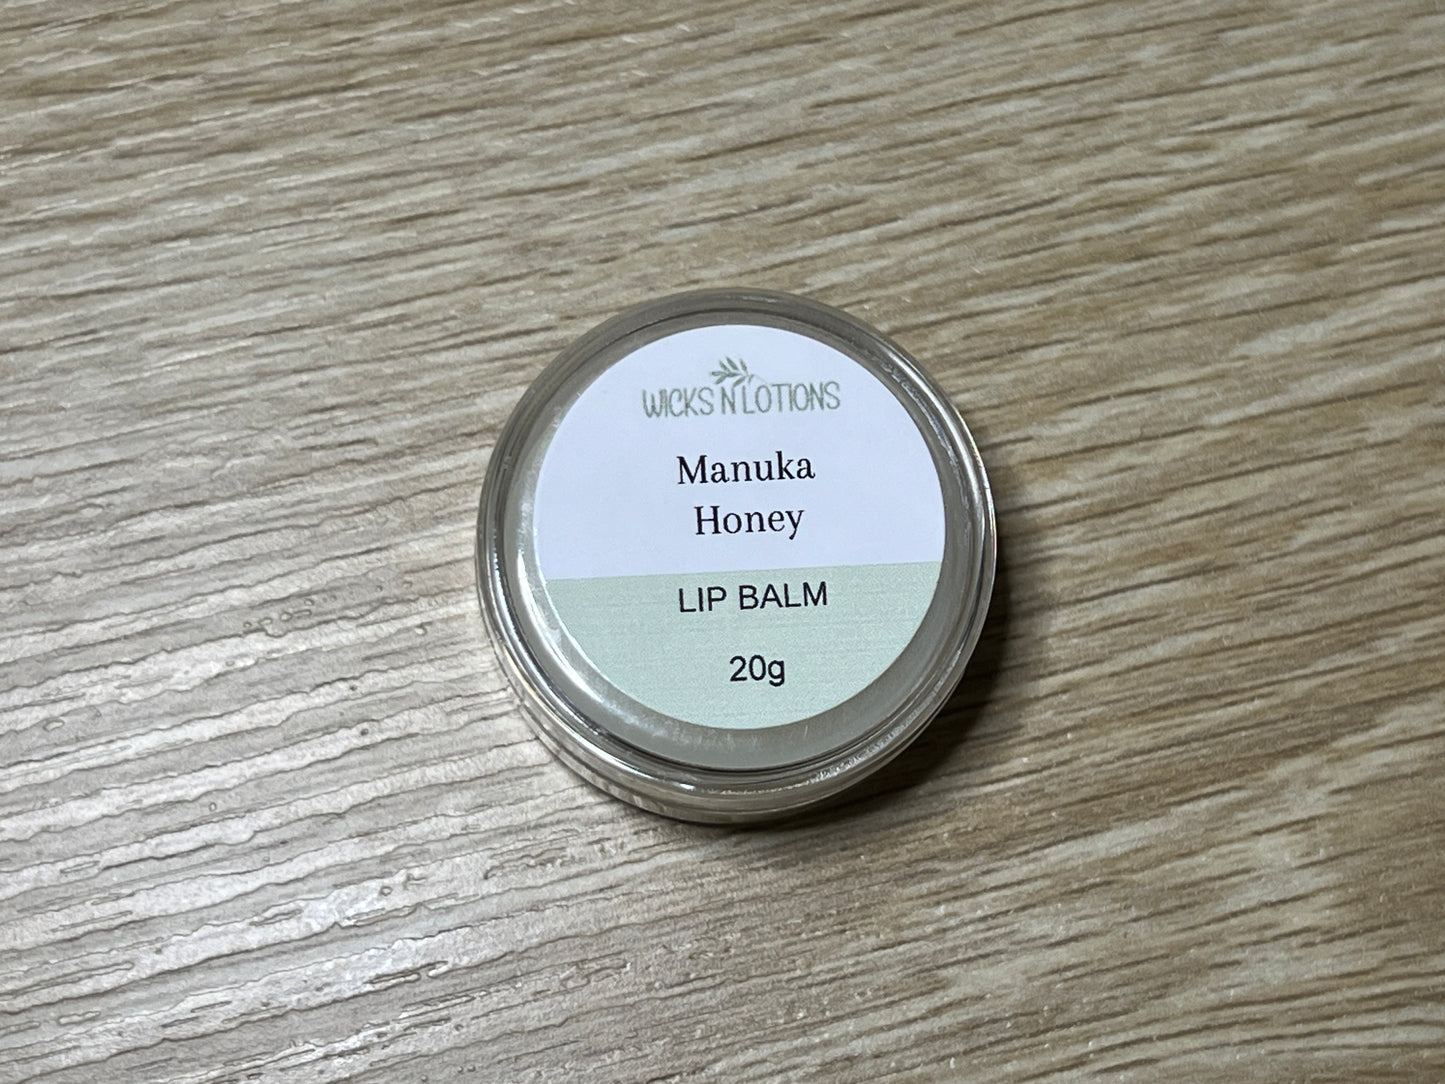 WICKS N LOTIONS
Manuka
Honey
LIP BALM
20g